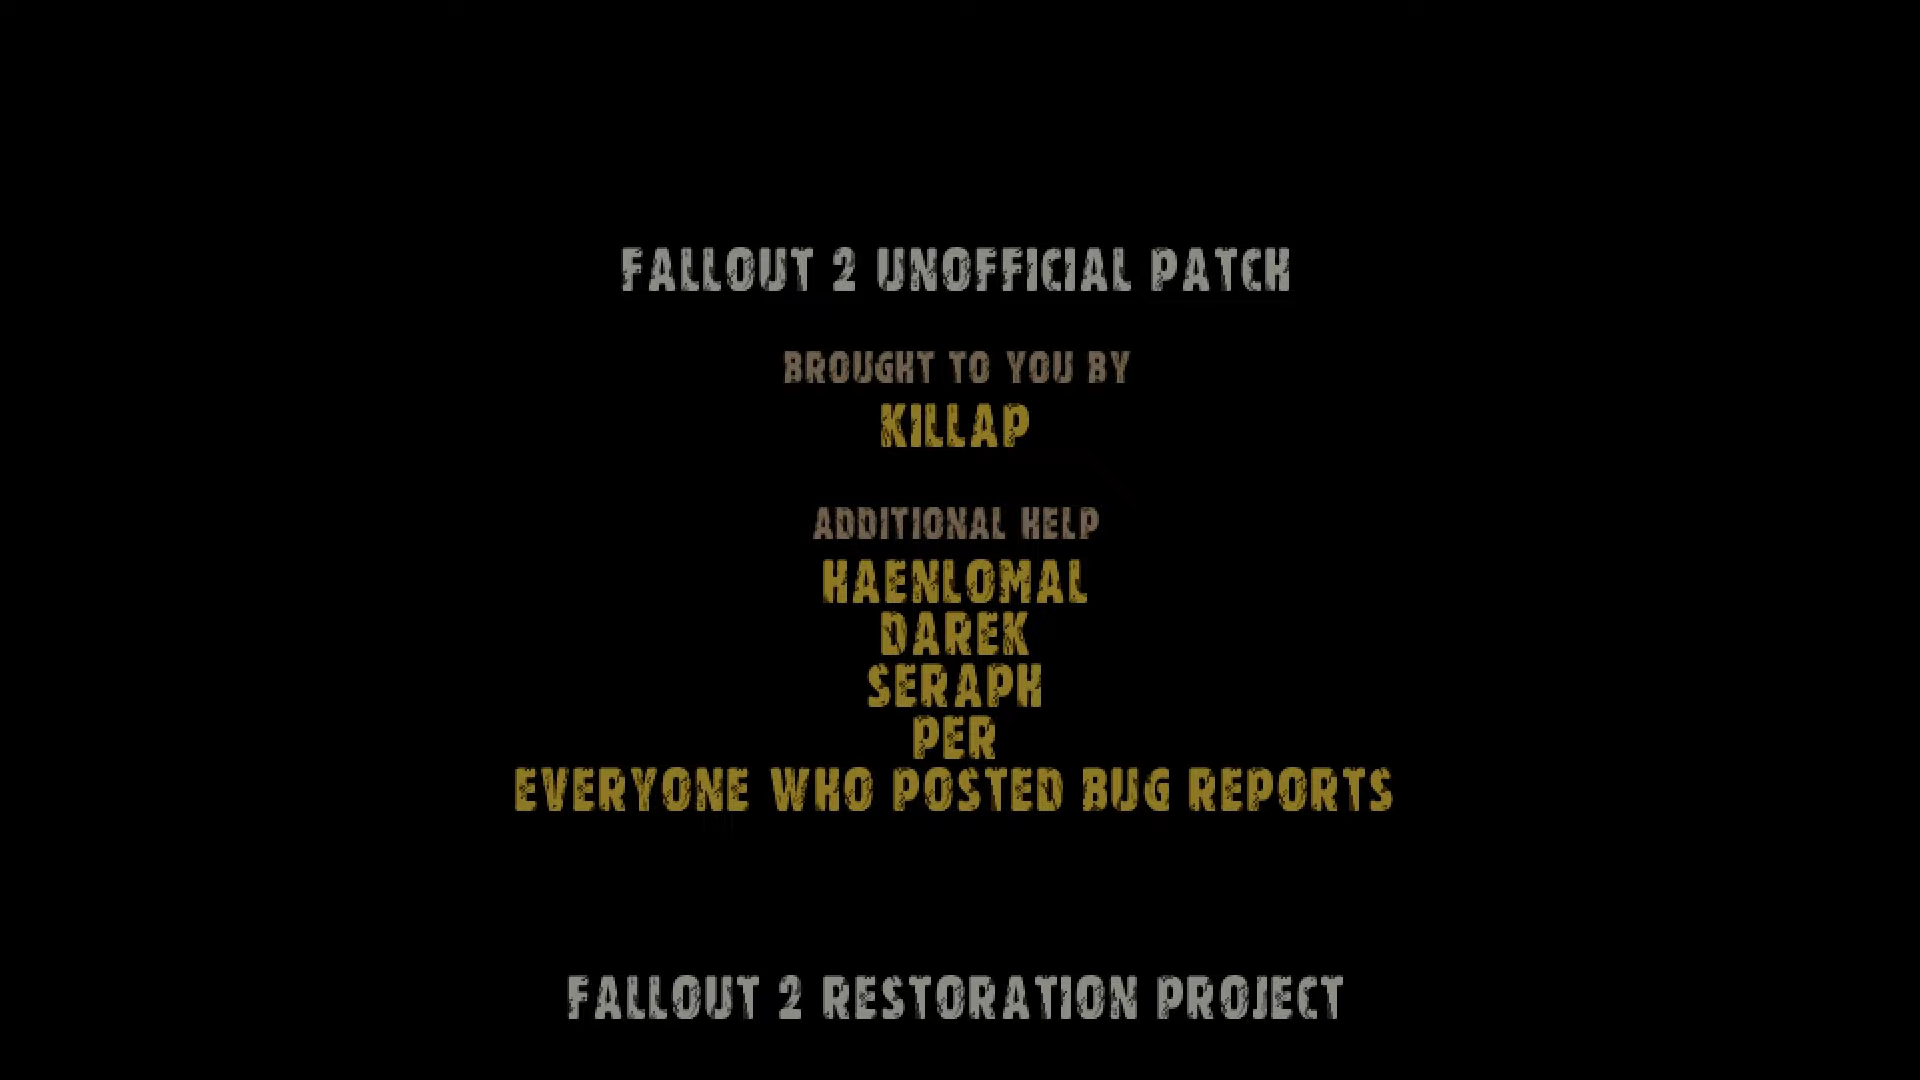 FALLOUT 2 UNOFFICIAL PATCH
BROUGHT TO YOU BY
KILLAP
ADDITIONAL HELP
HAENLOMAL
DAREK
SERAPH
PER
EVERYONE WHO POSTED BUG REPORTS
FALLOUT 2 RESTORATION PROJECT